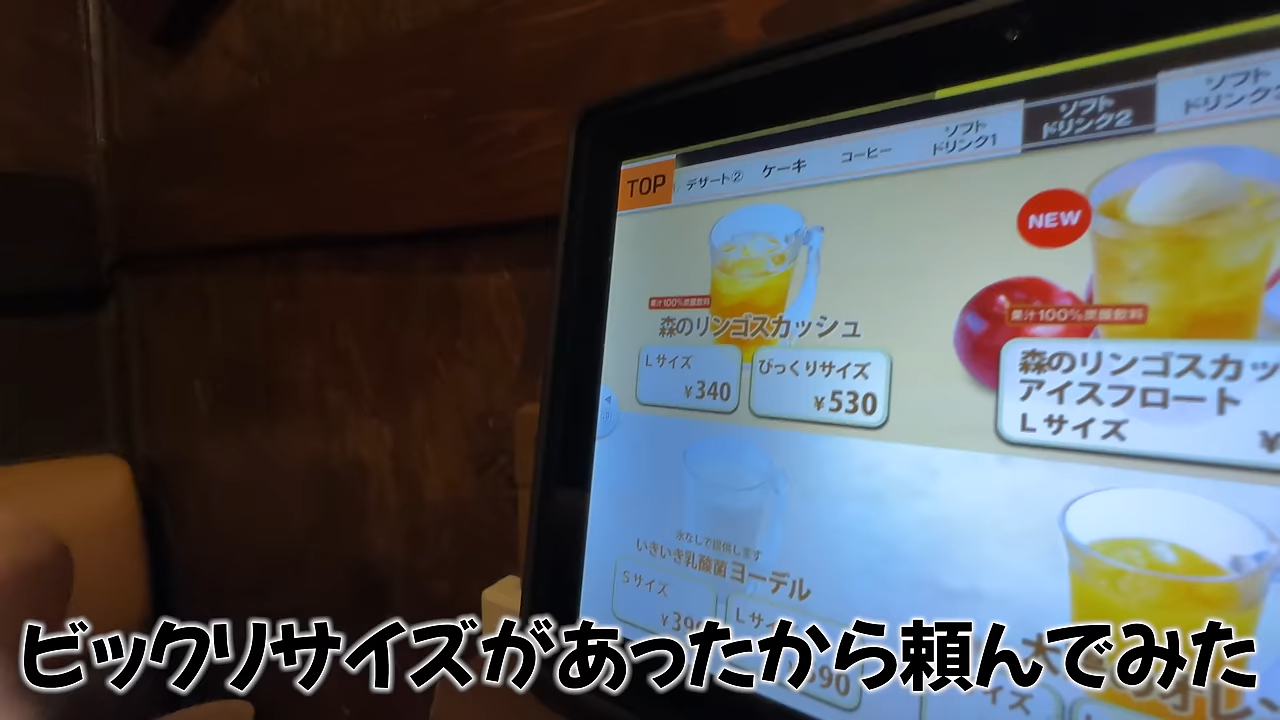 TOP
デザート②
ケーキ
コーヒー
ソフト
ドリンク1
ソフト
ドリンク2
ソフト
ドリンク
NEW
果汁100%炭酸飲料
森のリンゴスカッシュ
Lサイズ
¥340
びっくりサイズ
¥530
果汁100%炭酸飲料
森のリンゴスカッ
アイスフロート
Lサイズ
¥
氷なしで提供します
いきいき乳酸菌ヨーデル
Sサイズ
Lサイ
ビックリサイズがあったから頼んでみた